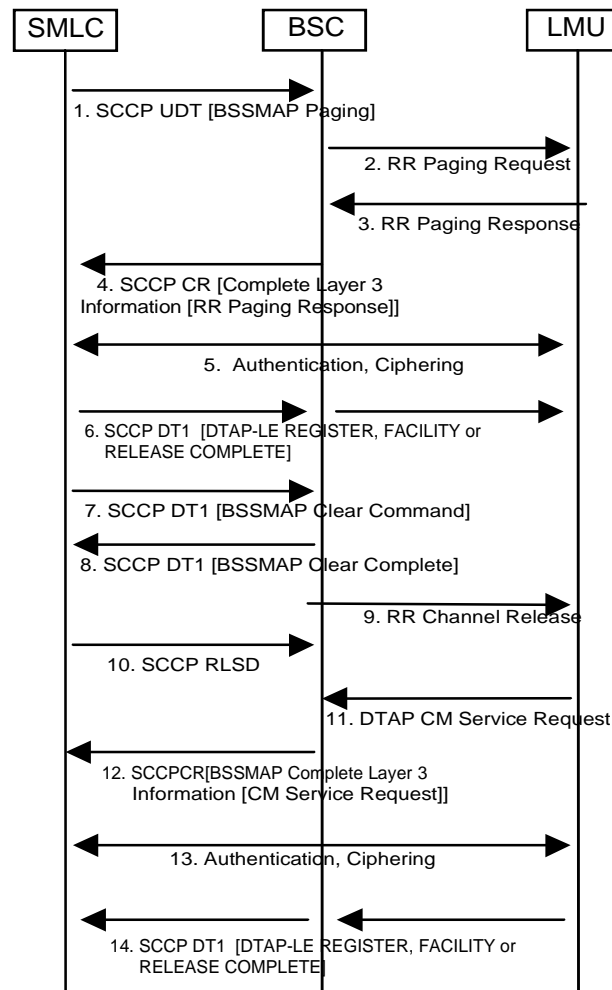 SMLC
BSC
LMU
1. SCCP UDT [BSSMAP Paging]
2. RR Paging Request
3. RR Paging Response
4. SCCP CR [Complete Layer 3
Information [RR Paging Response]]
5. Authentication, Ciphering
6. SCCP DT1 [DTAP-LE REGISTER, FACILITY or
RELEASE COMPLETE]
7. SCCP DT1 [BSSMAP Clear Command]
8. SCCP DT1 [BSSMAP Clear Complete]
9. RR Channel Release
10. SCCP RLSD
11. DTAP CM Service Request
12. SCCPCR[BSSMAP Complete Layer 3
Information [CM Service Request]]
13. Authentication, Ciphering
14. SCCP DT1 [DTAP-LE REGISTER, FACILITY or
RELEASE COMPLETE]